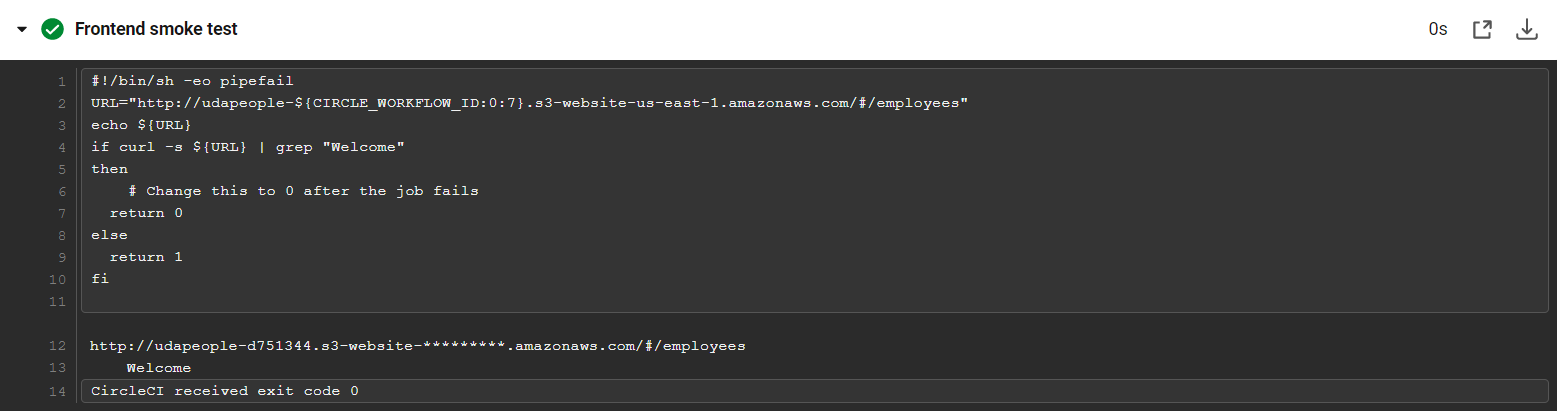 Frontend smoke test 0s
1 #!/bin/sh -eo pipefail
2 URL="http://udapeople-${CIRCLE_WORKFLOW_ID:0:7}.s3-website-us-east-1.amazonaws.com/#/employees"
3 echo ${URL}
4 if curl -s ${URL} | grep "Welcome"
5 then
6     # Change this to 0 after the job fails
7   return 0
8 else
9   return 1
10 fi
11
12 http://udapeople-d751344.s3-website-*********.amazonaws.com/#/employees
13     Welcome
14 CircleCI received exit code 0